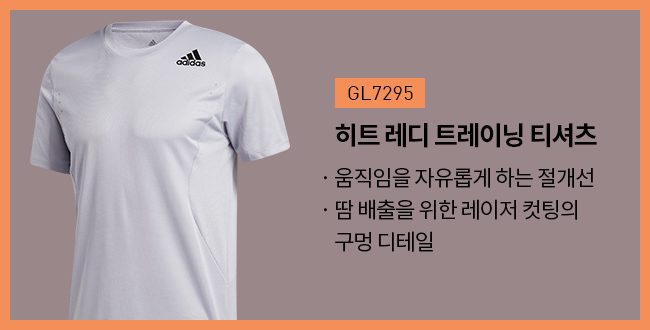 adidas
GL7295
히트 레디 트레이닝 티셔츠
· 움직임을 자유롭게 하는 절개선
· 땀 배출을 위한 레이저 컷팅의
구멍 디테일